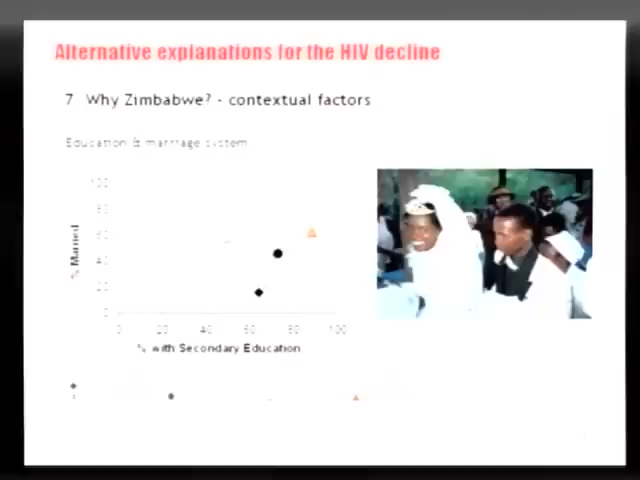 Alternative explanations for the HIV decline
7 Why Zimbabwe? - contextual factors
Education & marriage system
100
80
60
40
20
0
% Married
0 20 40 60 80 100
% with Secondary Education